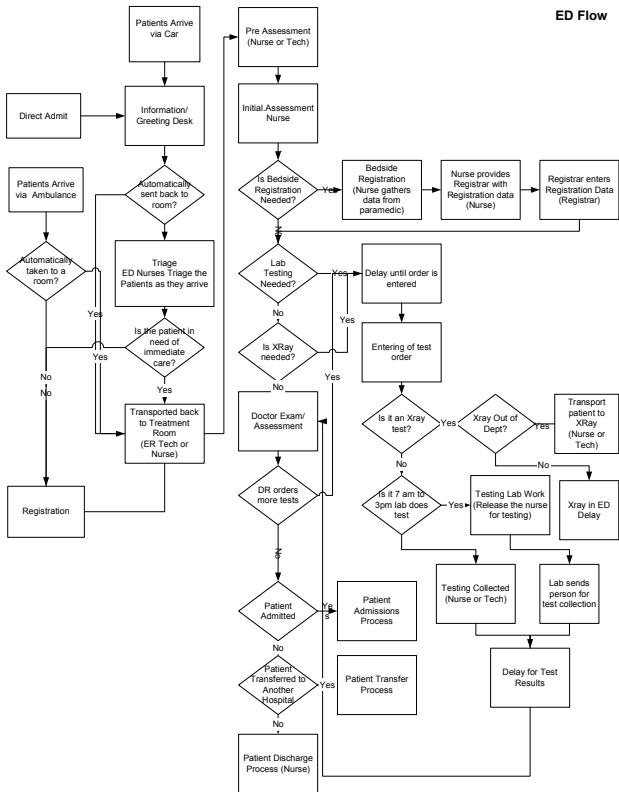 ED Flow
Patients Arrive
via Car
Pre Assessment
(Nurse or Tech)
Direct Admit
Information/
Greeting Desk
Initial.Assessment
Nurse
Patients Arrive
via Ambulance
Automatically
sent back to
room?
Is Bedside
Registration
Needed?
Yes
Bedside
Registration
(Nurse gathers
data from
paramedic)
Nurse provides
Registrar with
Registration data
(Nurse)
Registrar enters
Registration Data
(Registrar)
No
Automatically
taken to a
room?
Triage
ED Nurses Triage the
Patients as they arrive
Lab
Testing
Needed?
Yes
Delay until order is
entered
Yes
No
Yes
Is the patient in
need of
immediate
care?
Is XRay
needed?
Entering of test
order
Yes
No
No
Yes
Yes
No
Transported back
to Treatment
Room
(ER Tech or
Nurse)
Doctor Exam/
Assessment
Is it an Xray
test?
Yes
Xray Out of
Dept?
Yes
Transport
patient to
XRay
(Nurse or
Tech)
No
No
Registration
DR orders
more tests
Is it 7 am to
3pm lab does
test
Yes
Testing Lab Work
(Release the nurse
for testing)
Xray in ED
Delay
No
Patient
Admitted
Ye
s
Patient
Admissions
Process
Testing Collected
(Nurse or Tech)
Lab sends
person for
test collection
No
Patient
Transferred to
Another
Hospital
Yes
Patient Transfer
Process
Delay for Test
Results
No
Patient Discharge
Process (Nurse)